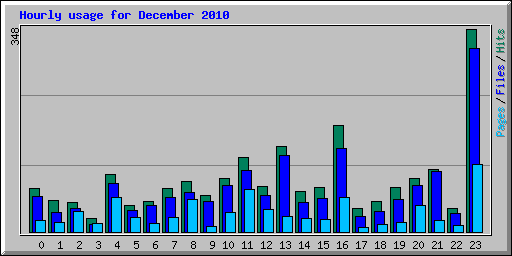 Hourly usage for December 2010
348
Pages / Files / Hits
0 1 2 3 4 5 6 7 8 9 10 11 12 13 14 15 16 17 18 19 20 21 22 23